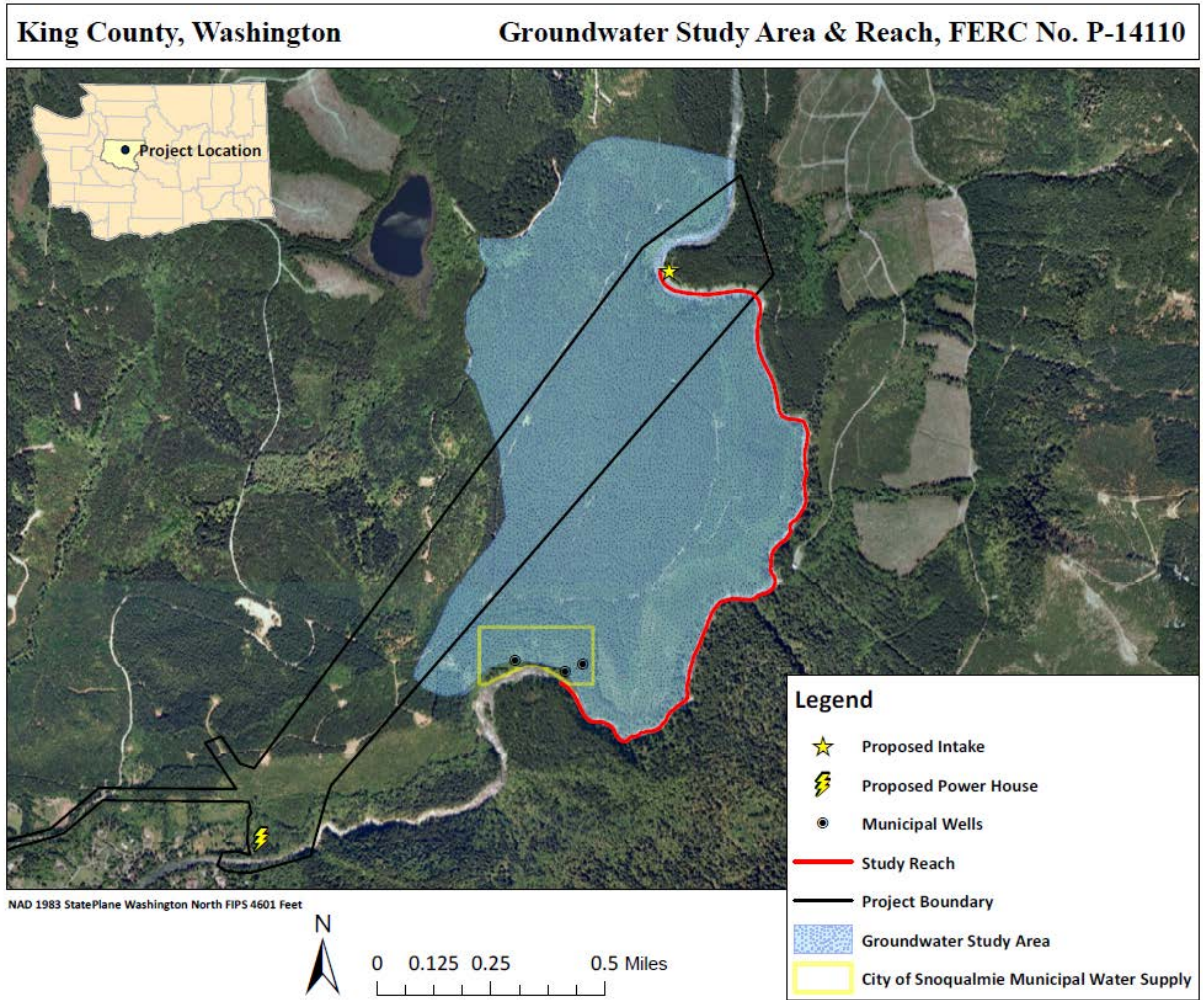 King County, Washington Groundwater Study Area & Reach, FERC No. P-14110
Project Location
Legend
Proposed Intake
Proposed Power House
Municipal Wells
Study Reach
Project Boundary
Groundwater Study Area
City of Snoqualmie Municipal Water Supply
NAD 1983 StatePlane Washington North FIPS 4601 Feet
N
0 0.125 0.25 0.5 Miles